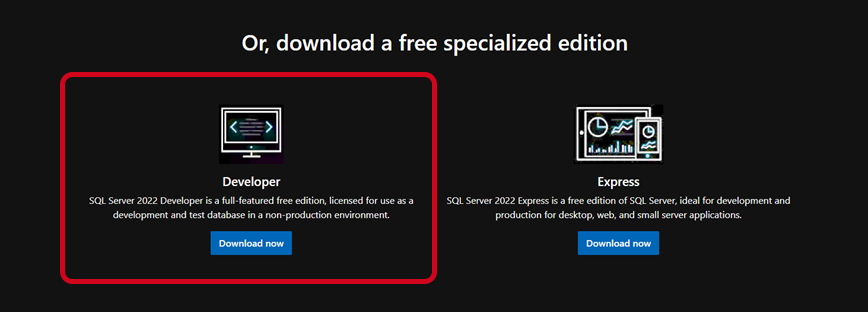 Or, download a free specialized edition
Developer
SQL Server 2022 Developer is a full-featured free edition, licensed for use as a
development and test database in a non-production environment.
Download now
Express
SQL Server 2022 Express is a free edition of SQL Server, ideal for development and
production for desktop, web, and small server applications.
Download now